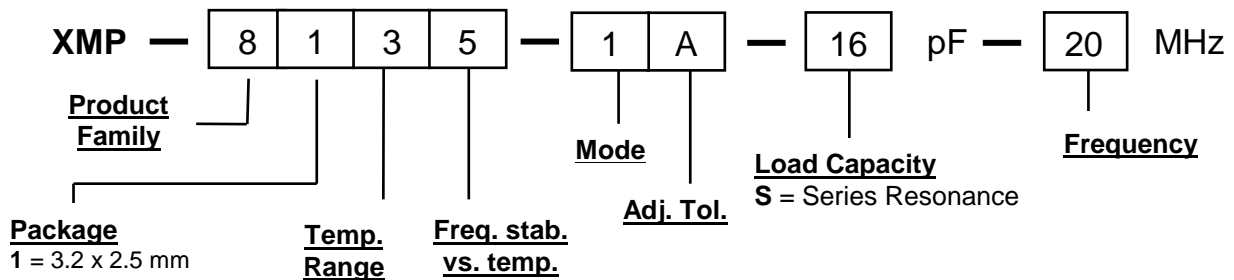 XMP — 8 1 3 5 — 1 A — 16 pF — 20 MHz
Product
Family
Mode
Load Capacity
S = Series Resonance
Frequency
Adj. Tol.
Package
1 = 3.2 x 2.5 mm
Temp.
Range
Freq. stab.
vs. temp.